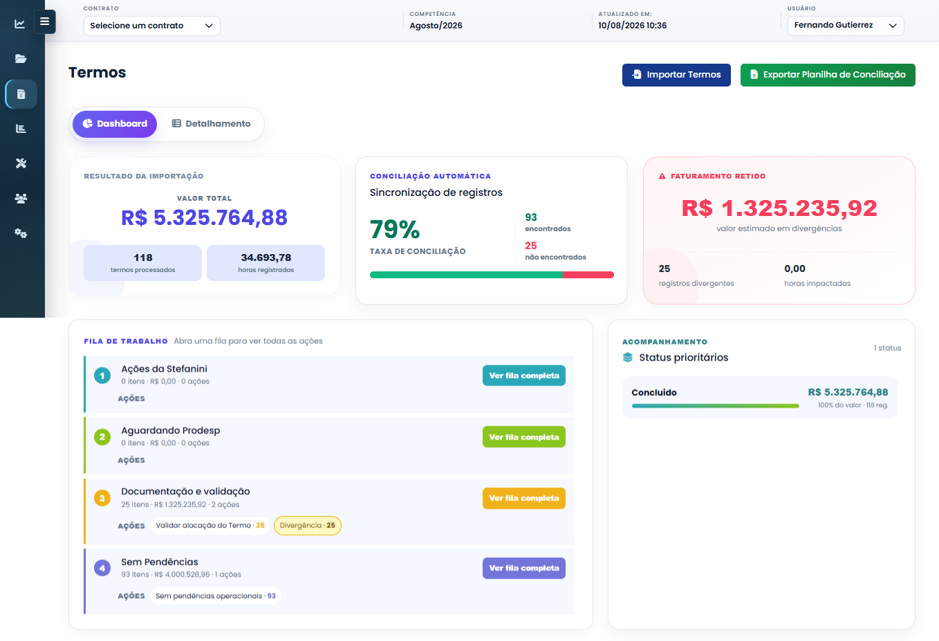 CONTRATO
Selecione um contrato
COMPETÊNCIA
Agosto/2026
ATUALIZADO EM:
10/08/2026 10:36
USUÁRIO
Fernando Gutierrez
Termos
Importar Termos
Exportar Planilha de Conciliação
Dashboard
Detalhamento
RESULTADO DA IMPORTAÇÃO
VALOR TOTAL
R$ 5.325.764,88
118
termos processados
34.693,78
horas registradas
CONCILIAÇÃO AUTOMÁTICA
Sincronização de registros
79%
TAXA DE CONCILIAÇÃO
93
encontrados
25
não encontrados
FATURAMENTO RETIDO
R$ 1.325.235,92
valor estimado em divergências
25
registros divergentes
0,00
horas impactadas
FILA DE TRABALHO Abra uma fila para ver todas as ações
1
Ações da Stefanini
0 itens · R$ 0,00 · 0 ações
AÇÕES
Ver fila completa
2
Aguardando Prodesp
0 itens · R$ 0,00 · 0 ações
AÇÕES
Ver fila completa
3
Documentação e validação
25 itens · R$ 1.325.235,92 · 2 ações
AÇÕES Validar alocação do Termo · 25 Divergência · 25
Ver fila completa
4
Sem Pendências
93 itens · R$ 4.000.528,96 · 1 ações
AÇÕES Sem pendências operacionais · 93
Ver fila completa
ACOMPANHAMENTO
Status prioritários
1 status
Concluido
R$ 5.325.764,88
100% do valor · 118 reg.